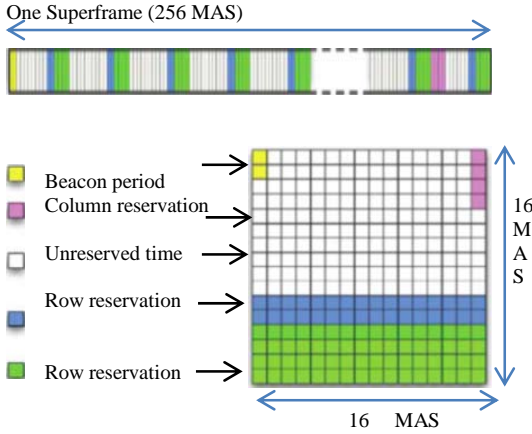 One Superframe (256 MAS)
Beacon period
Column reservation
Unreserved time
Row reservation
Row reservation
16
M
A
S
16 MAS